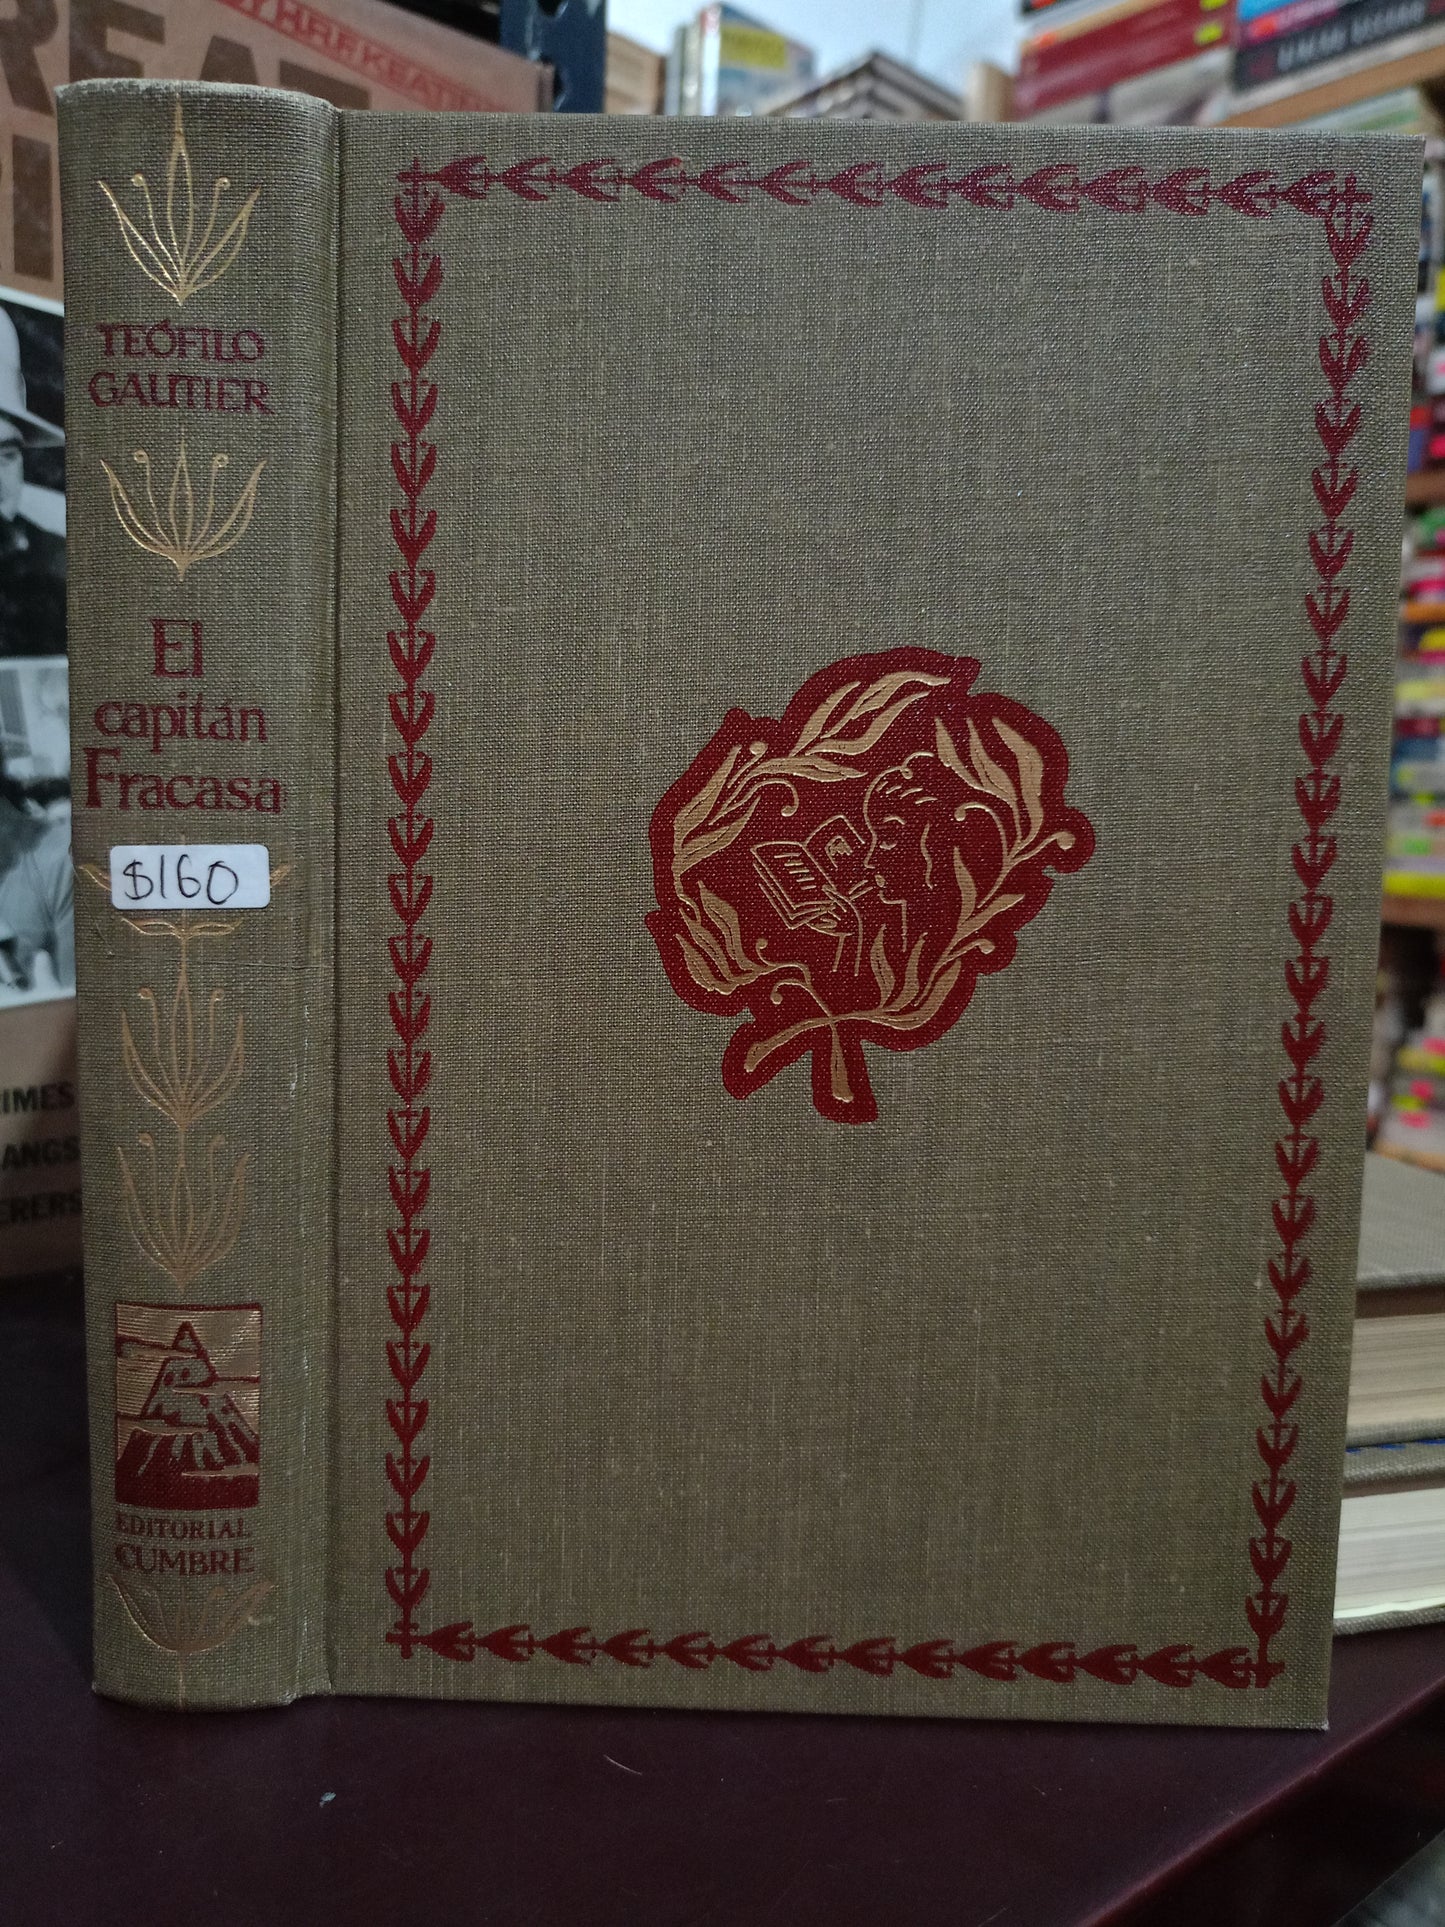 TEÓFILO
GAUTIER
El
capitán
Fracasa
$160
EDITORIAL
CUMBRE